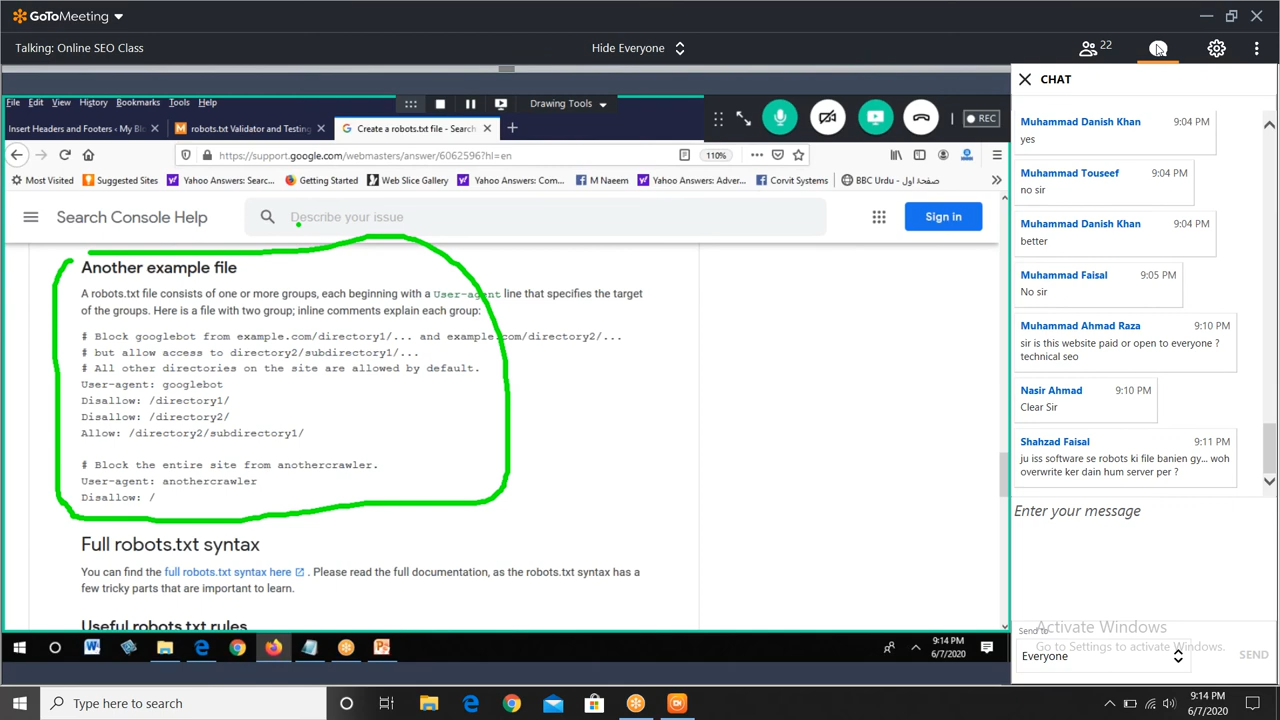 GoToMeeting
Talking: Online SEO Class
Hide Everyone
22
CHAT
File Edit View History Bookmarks Tools Help
Drawing Tools
REC
Insert Headers and Footers ‹ My Bl
robots.txt Validator and Testing
Create a robots.txt file - Search
https://support.google.com/webmasters/answer/6062596?hl=en
110%
Most Visited
Suggested Sites
Yahoo Answers: Searc...
Getting Started
Web Slice Gallery
Yahoo Answers: Com...
M Naeem
Yahoo Answers: Adver...
Corvit Systems
BBC Urdu - صفحۂ اول
Search Console Help
Describe your issue
Sign in
Another example file
A robots.txt file consists of one or more groups, each beginning with a User-agent line that specifies the target
of the groups. Here is a file with two group; inline comments explain each group:
# Block googlebot from example.com/directory1/... and example.com/directory2/...
# but allow access to directory2/subdirectory1/...
# All other directories on the site are allowed by default.
User-agent: googlebot
Disallow: /directory1/
Disallow: /directory2/
Allow: /directory2/subdirectory1/
# Block the entire site from anothercrawler.
User-agent: anothercrawler
Disallow: /
Full robots.txt syntax
You can find the full robots.txt syntax here . Please read the full documentation, as the robots.txt syntax has a
few tricky parts that are important to learn.
Useful robots.txt rules
9:14 PM
6/7/2020
Muhammad Danish Khan 9:04 PM
yes
Muhammad Touseef 9:04 PM
no sir
Muhammad Danish Khan 9:04 PM
better
Muhammad Faisal 9:05 PM
No sir
Muhammad Ahmad Raza 9:10 PM
sir is this website paid or open to everyone ?
technical seo
Nasir Ahmad 9:10 PM
Clear Sir
Shahzad Faisal 9:11 PM
ju iss software se robots ki file banien gy... woh
overwrite ker dain hum server per ?
Enter your message
Activate Windows
Go to Settings to activate Windows.
Send to
Everyone
SEND
Type here to search
9:14 PM
6/7/2020